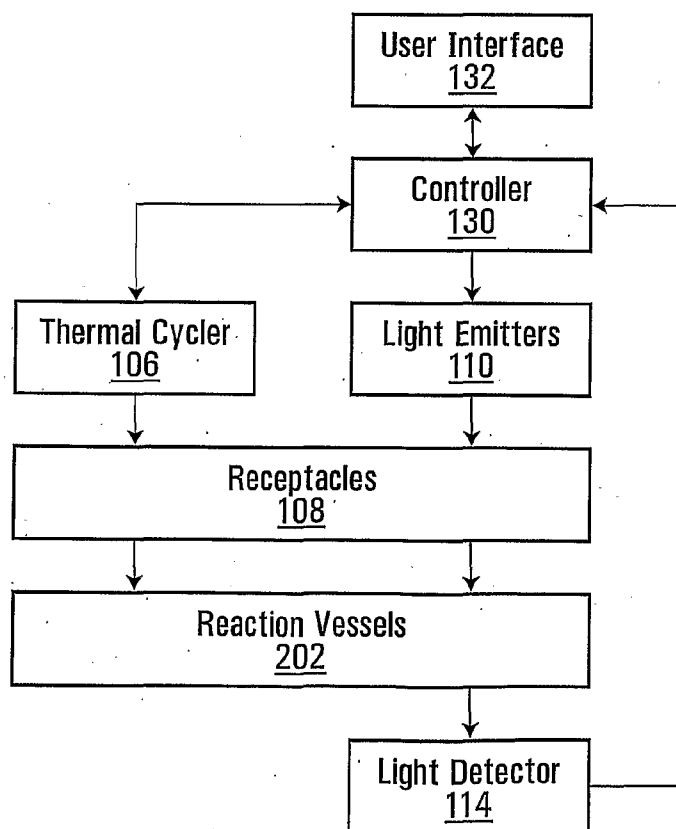 User Interface
132
Controller
130
Thermal Cycler
106
Light Emitters
110
Receptacles
108
Reaction Vessels
202
Light Detector
114